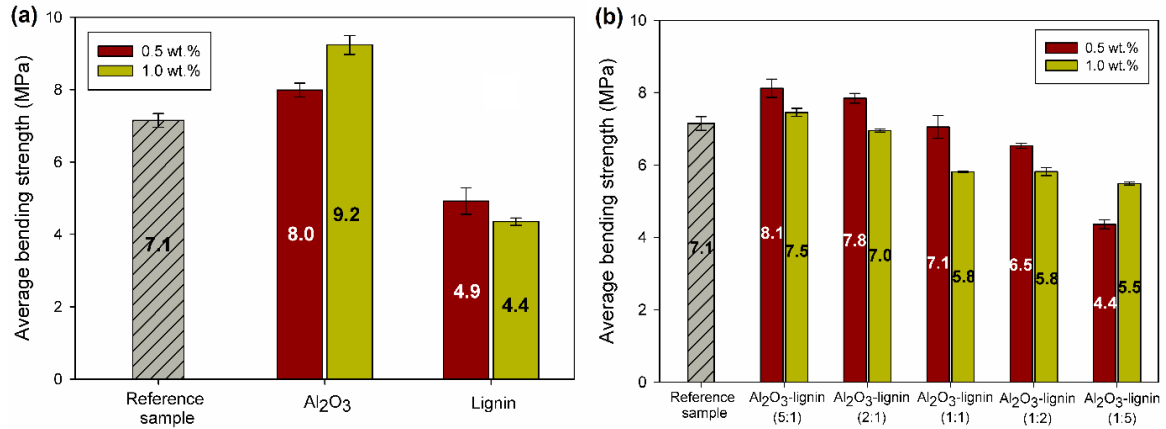 (a)
10
8
6
4
2
0
Average bending strength (MPa)
0.5 wt.%
1.0 wt.%
7.1
8.0
9.2
4.9
4.4
Reference
sample
Al₂O₃
Lignin
(b)
10
8
6
4
2
0
Average bending strength (MPa)
0.5 wt.%
1.0 wt.%
7.1
8.1
7.5
7.8
7.0
7.1
5.8
6.5
5.8
4.4
5.5
Reference
sample
Al₂O₃-lignin
(5:1)
Al₂O₃-lignin
(2:1)
Al₂O₃-lignin
(1:1)
Al₂O₃-lignin
(1:2)
Al₂O₃-lignin
(1:5)